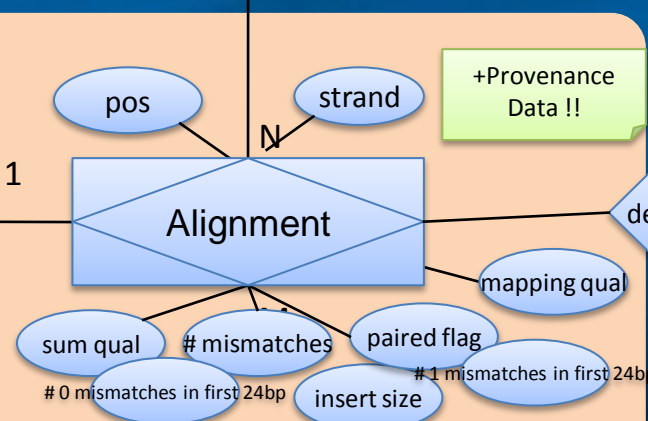 +Provenance
Data !!
pos
strand
N
1
Alignment
de
mapping qual
sum qual
# mismatches
paired flag
# 0 mismatches in first 24bp
insert size
# 1 mismatches in first 24b